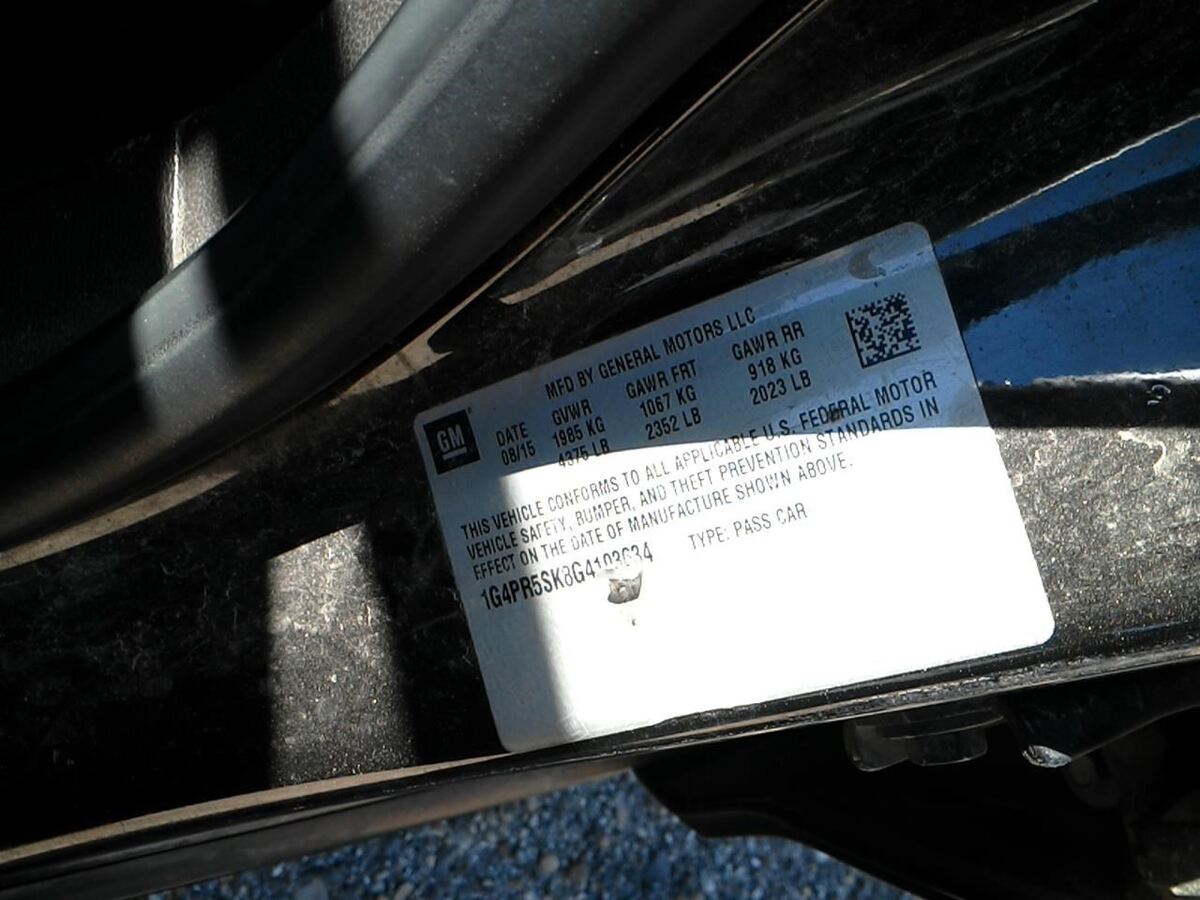 MFD BY GENERAL MOTORS LLC
GM
DATE GVWR GAWR FRT GAWR RR
08/15 1985 KG 1067 KG 918 KG
4375 LB 2352 LB 2023 LB
THIS VEHICLE CONFORMS TO ALL APPLICABLE U.S. FEDERAL MOTOR
VEHICLE SAFETY, BUMPER, AND THEFT PREVENTION STANDARDS IN
EFFECT ON THE DATE OF MANUFACTURE SHOWN ABOVE.
TYPE: PASS CAR